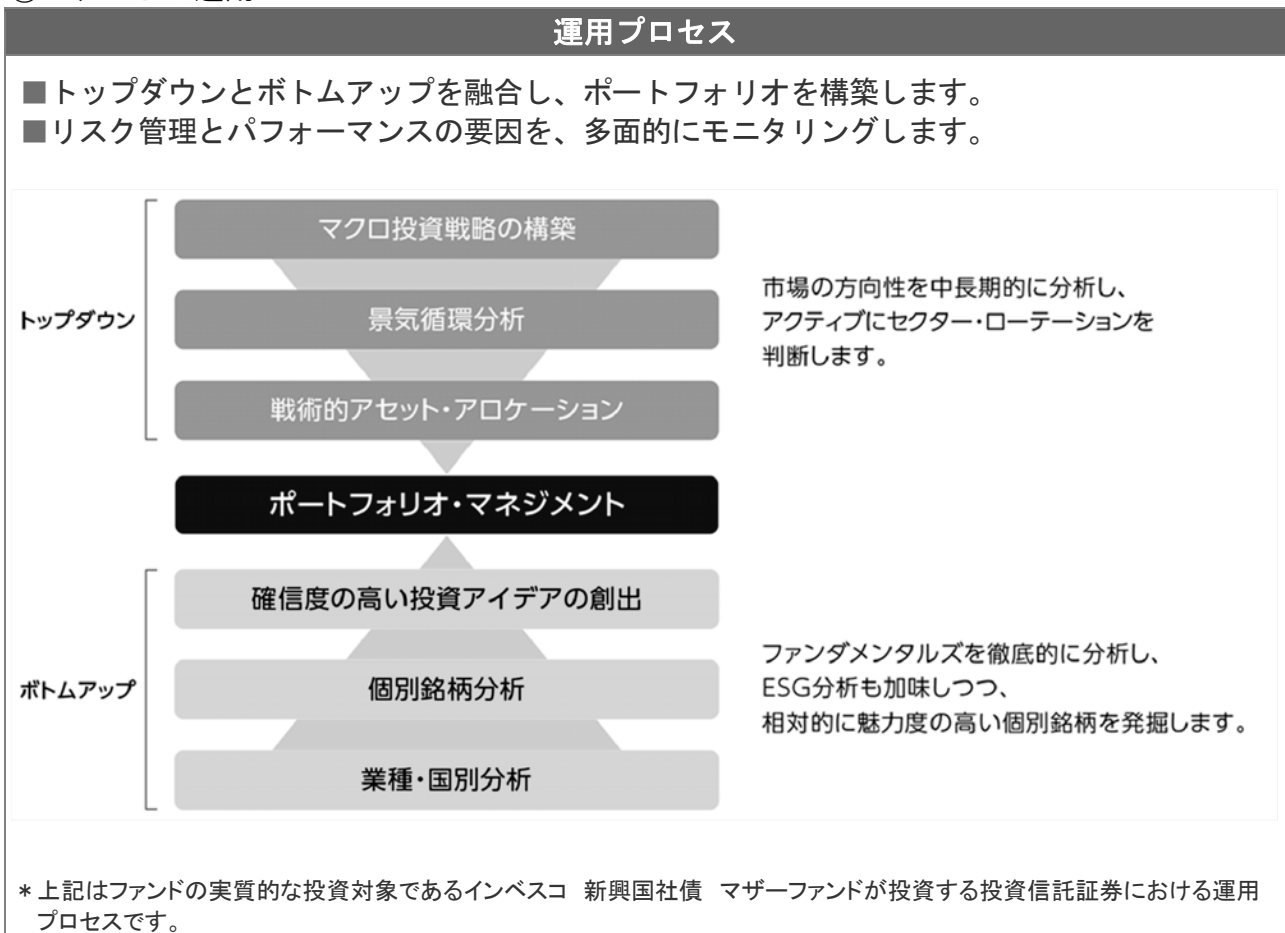 運用プロセス
■トップダウンとボトムアップを融合し、ポートフォリオを構築します。
■リスク管理とパフォーマンスの要因を、多面的にモニタリングします。
トップダウン
マクロ投資戦略の構築
景気循環分析
戦術的アセット・アロケーション
市場の方向性を中長期的に分析し、
アクティブにセクター・ローテーションを
判断します。
ポートフォリオ・マネジメント
ボトムアップ
確信度の高い投資アイデアの創出
個別銘柄分析
業種・国別分析
ファンダメンタルズを徹底的に分析し、
ESG分析も加味しつつ、
相対的に魅力度の高い個別銘柄を発掘します。
*上記はファンドの実質的な投資対象であるインベスコ 新興国社債 マザーファンドが投資する投資信託証券における運用
プロセスです。